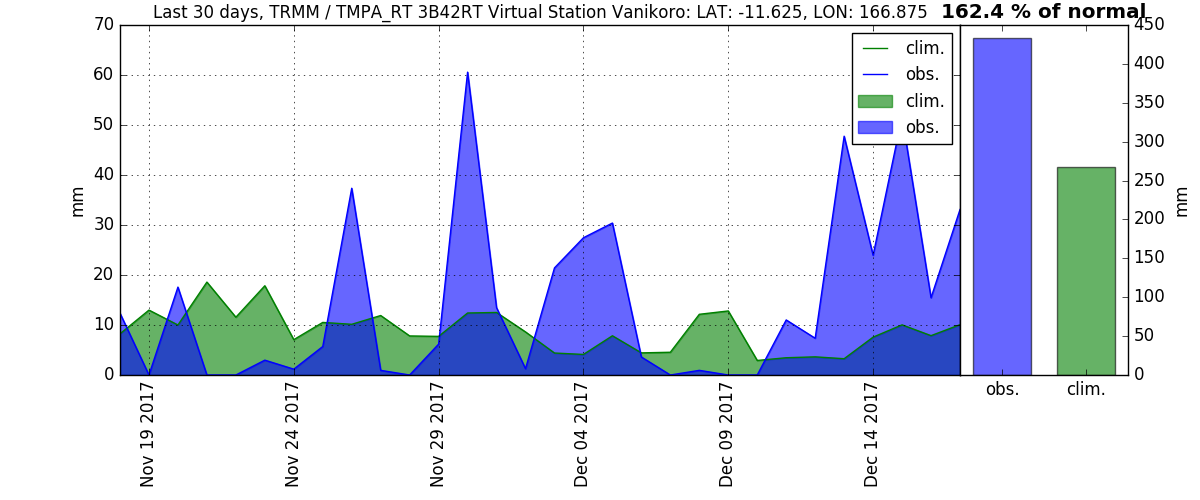 Last 30 days, TRMM / TMPA_RT 3B42RT Virtual Station Vanikoro: LAT: -11.625, LON: 166.875 162.4 % of normal
70
60
50
40
30
20
10
0
mm
clim.
obs.
clim.
obs.
Nov 19 2017
Nov 24 2017
Nov 29 2017
Dec 04 2017
Dec 09 2017
Dec 14 2017
450
400
350
300
250
200
150
100
50
0
mm
obs. clim.